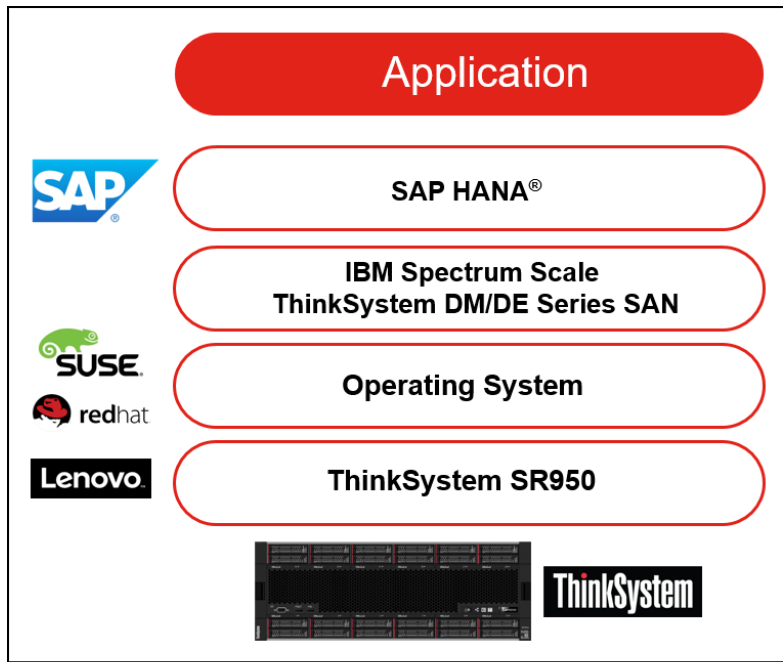 Application
SAP
®
SAP HANA®
IBM Spectrum Scale
ThinkSystem DM/DE Series SAN
SUSE.
redhat
Operating System
Lenovo.
ThinkSystem SR950
ThinkSystem